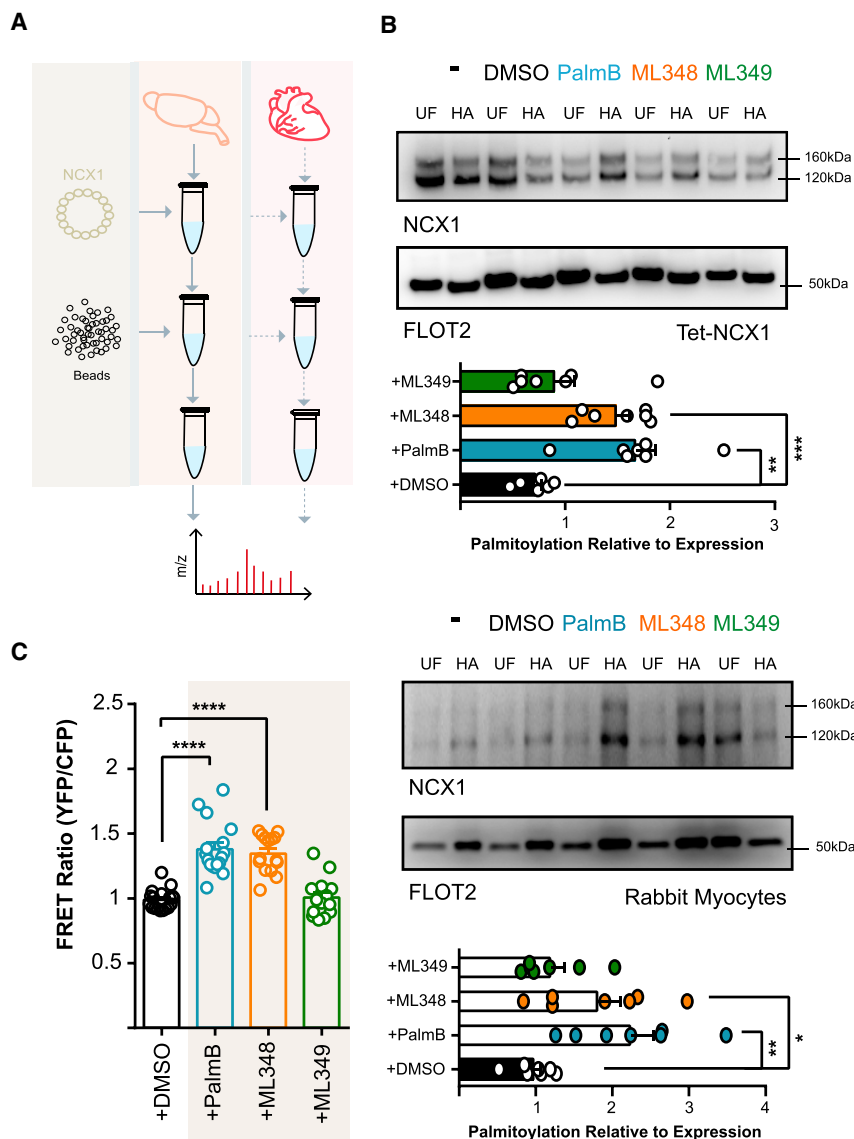 A
NCX1
Beads
m/z
B
- DMSO PalmB ML348 ML349
UF HA UF HA UF HA UF HA UF HA
160kDa
120kDa
NCX1
50kDa
FLOT2 Tet-NCX1
+ML349
+ML348
+PalmB
+DMSO
**
***
1 2 3
Palmitoylation Relative to Expression
- DMSO PalmB ML348 ML349
UF HA UF HA UF HA UF HA UF HA
160kDa
120kDa
NCX1
50kDa
FLOT2 Rabbit Myocytes
+ML349
+ML348
+PalmB
+DMSO
**
*
1 2 3 4
Palmitoylation Relative to Expression
C
FRET Ratio (YFP/CFP)
2.5
2
1.5
1
0.5
****
****
+DMSO
+PalmB
+ML348
+ML349